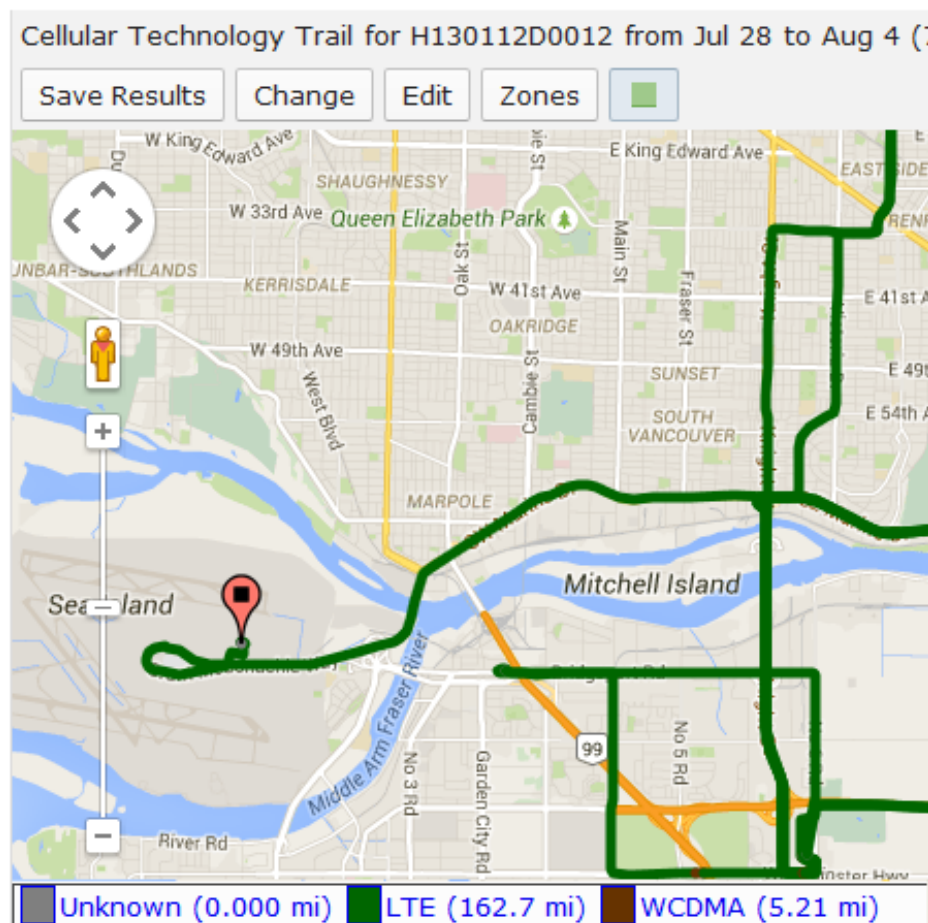 Cellular Technology Trail for H130112D0012 from Jul 28 to Aug 4 (7
Save Results Change Edit Zones
W King Edward Ave
E King Edward Ave
SHAUGHNESSY
EAST SIDE
W 33rd Ave
Queen Elizabeth Park
Main St
Oak St
KERRISDALE
W 41st Ave
Fraser St
E 41st A
OAKRIDGE
W 49th Ave
Cambie St
SUNSET
E 49th
West Blvd
SOUTH
VANCOUVER
E 54th A
MARPOLE
Mitchell Island
Middle Arm Fraser River
99
No 5 Rd
No 3 Rd
Garden City Rd
River Rd
Unknown (0.000 mi) LTE (162.7 mi) WCDMA (5.21 mi)